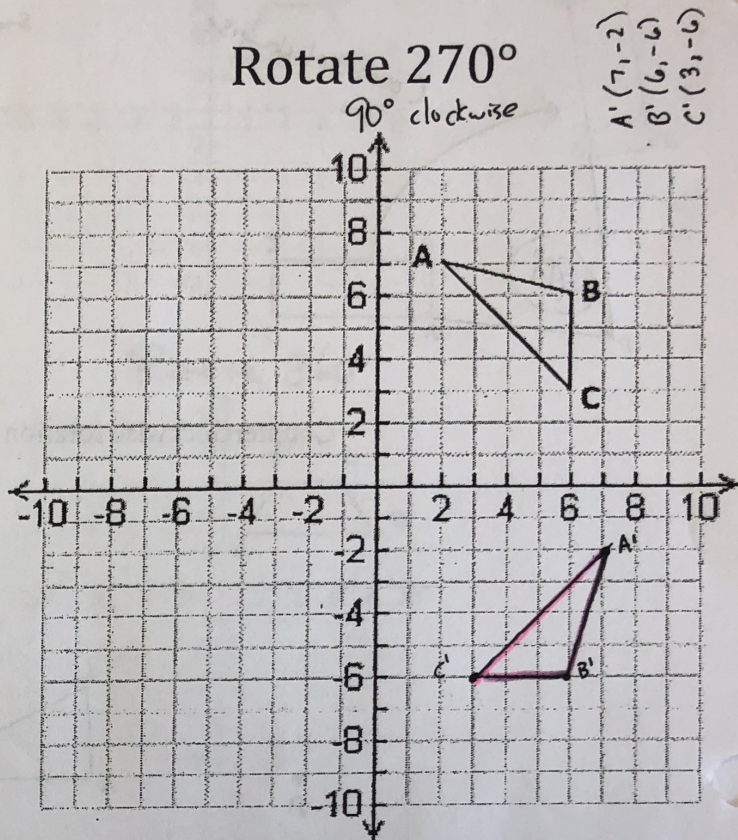 Rotate 270°
90° clockwise
A'(7,-2)
B'(6,-6)
C'(3,-6)
10
8
A
6
B
4
C
2
-10 -8 -6 -4 -2 2 4 6 8 10
-2
A'
-4
C'
-6
B'
-8
-10